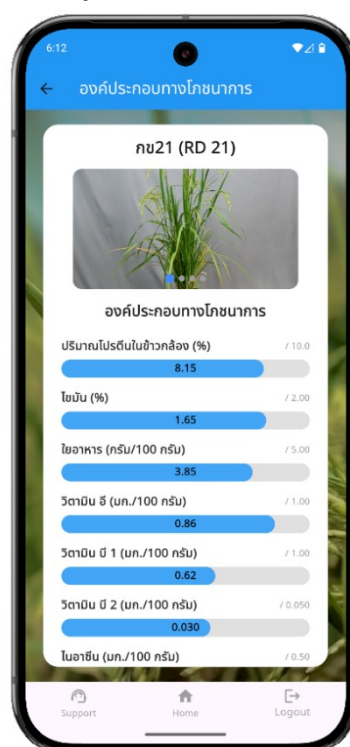 6:12
องค์ประกอบทางโภชนาการ
กข21 (RD 21)
องค์ประกอบทางโภชนาการ
ปริมาณโปรตีนในข้าวกล้อง (%) / 10.0
8.15
ไขมัน (%) / 2.00
1.65
ใยอาหาร (กรัม/100 กรัม) / 5.00
3.85
วิตามิน อี (มก./100 กรัม) / 1.00
0.86
วิตามิน บี 1 (มก./100 กรัม) / 1.00
0.62
วิตามิน บี 2 (มก./100 กรัม) / 0.050
0.030
ไนอาซีน (มก./100 กรัม) / 0.50
Support Home Logout